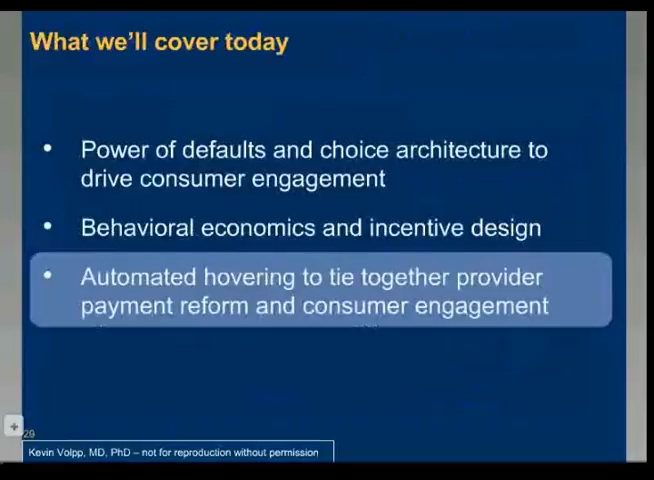 What we'll cover today
• Power of defaults and choice architecture to
drive consumer engagement
• Behavioral economics and incentive design
• Automated hovering to tie together provider
payment reform and consumer engagement
29
Kevin Volpp, MD, PhD – not for reproduction without permission